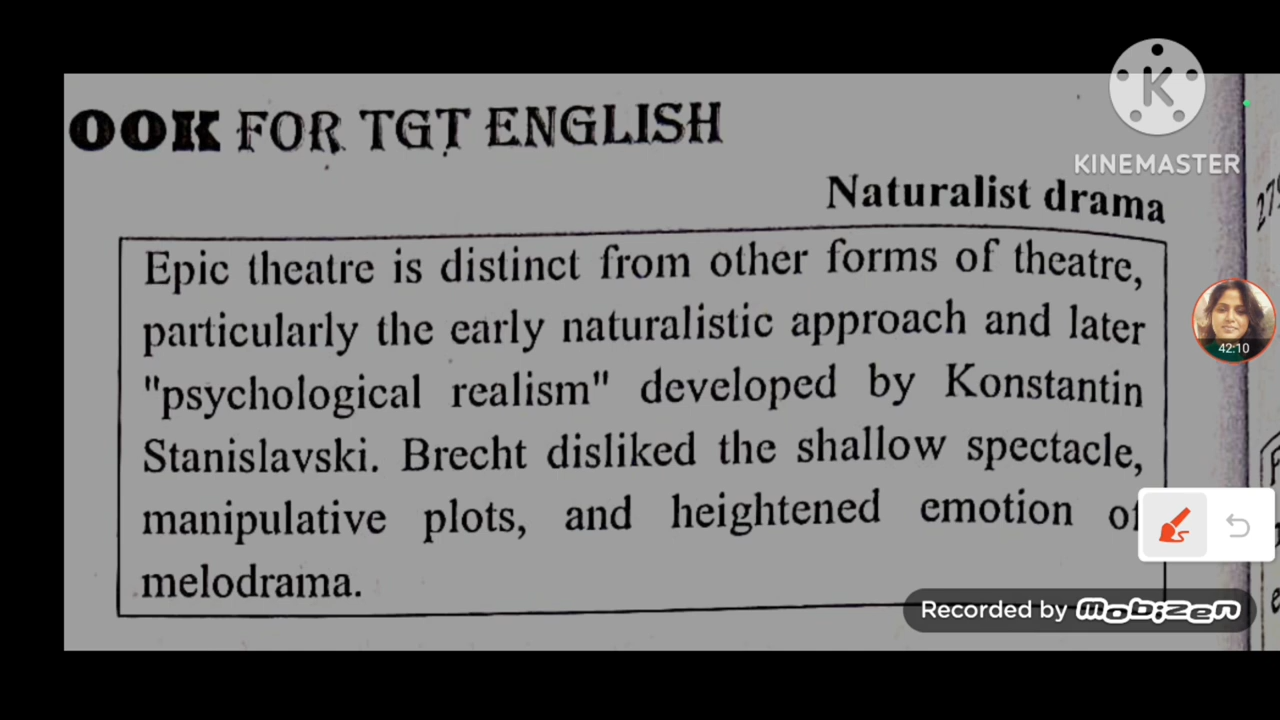 OOK FOR TGT ENGLISH
KINEMASTER
Naturalist drama
Epic theatre is distinct from other forms of theatre,
particularly the early naturalistic approach and later
"psychological realism" developed by Konstantin
Stanislavski. Brecht disliked the shallow spectacle,
manipulative plots, and heightened emotion of
melodrama.
42:10
Recorded by mobizen